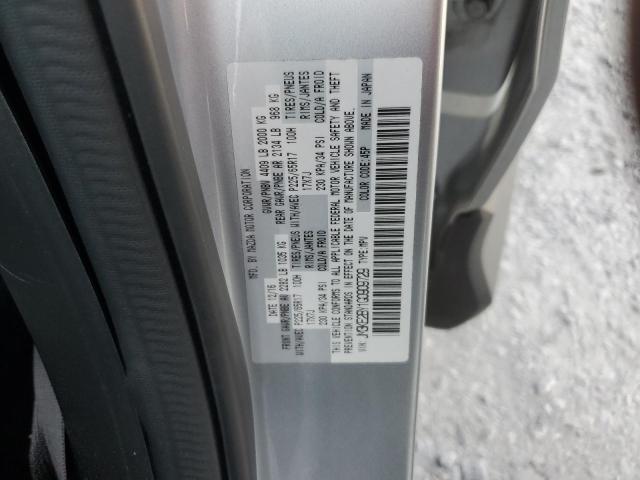 MFD. BY MAZDA MOTOR CORPORATION
DATE: 12/16 GVWR/PNBV 4409 LB 2000 KG
FRONT GAWR/PNBE AV 2282 LB 1035 KG REAR GAWR/PNBE AR 2134 LB 968 KG
WITH/AVEC P225/65R17 100H TIRES/PNEUS WITH/AVEC P225/65R17 100H TIRES/PNEUS
17X7J RIMS/JANTES 17X7J RIMS/JANTES
230 KPA/34 PSI COLD/A FROID 230 KPA/34 PSI COLD/A FROID
THIS VEHICLE CONFORMS TO ALL APPLICABLE FEDERAL MOTOR VEHICLE SAFETY AND THEFT
PREVENTION STANDARDS IN EFFECT ON THE DATE OF MANUFACTURE SHOWN ABOVE.
VIN: TYPE:MPV COLOR CODE:45P MADE IN JAPAN